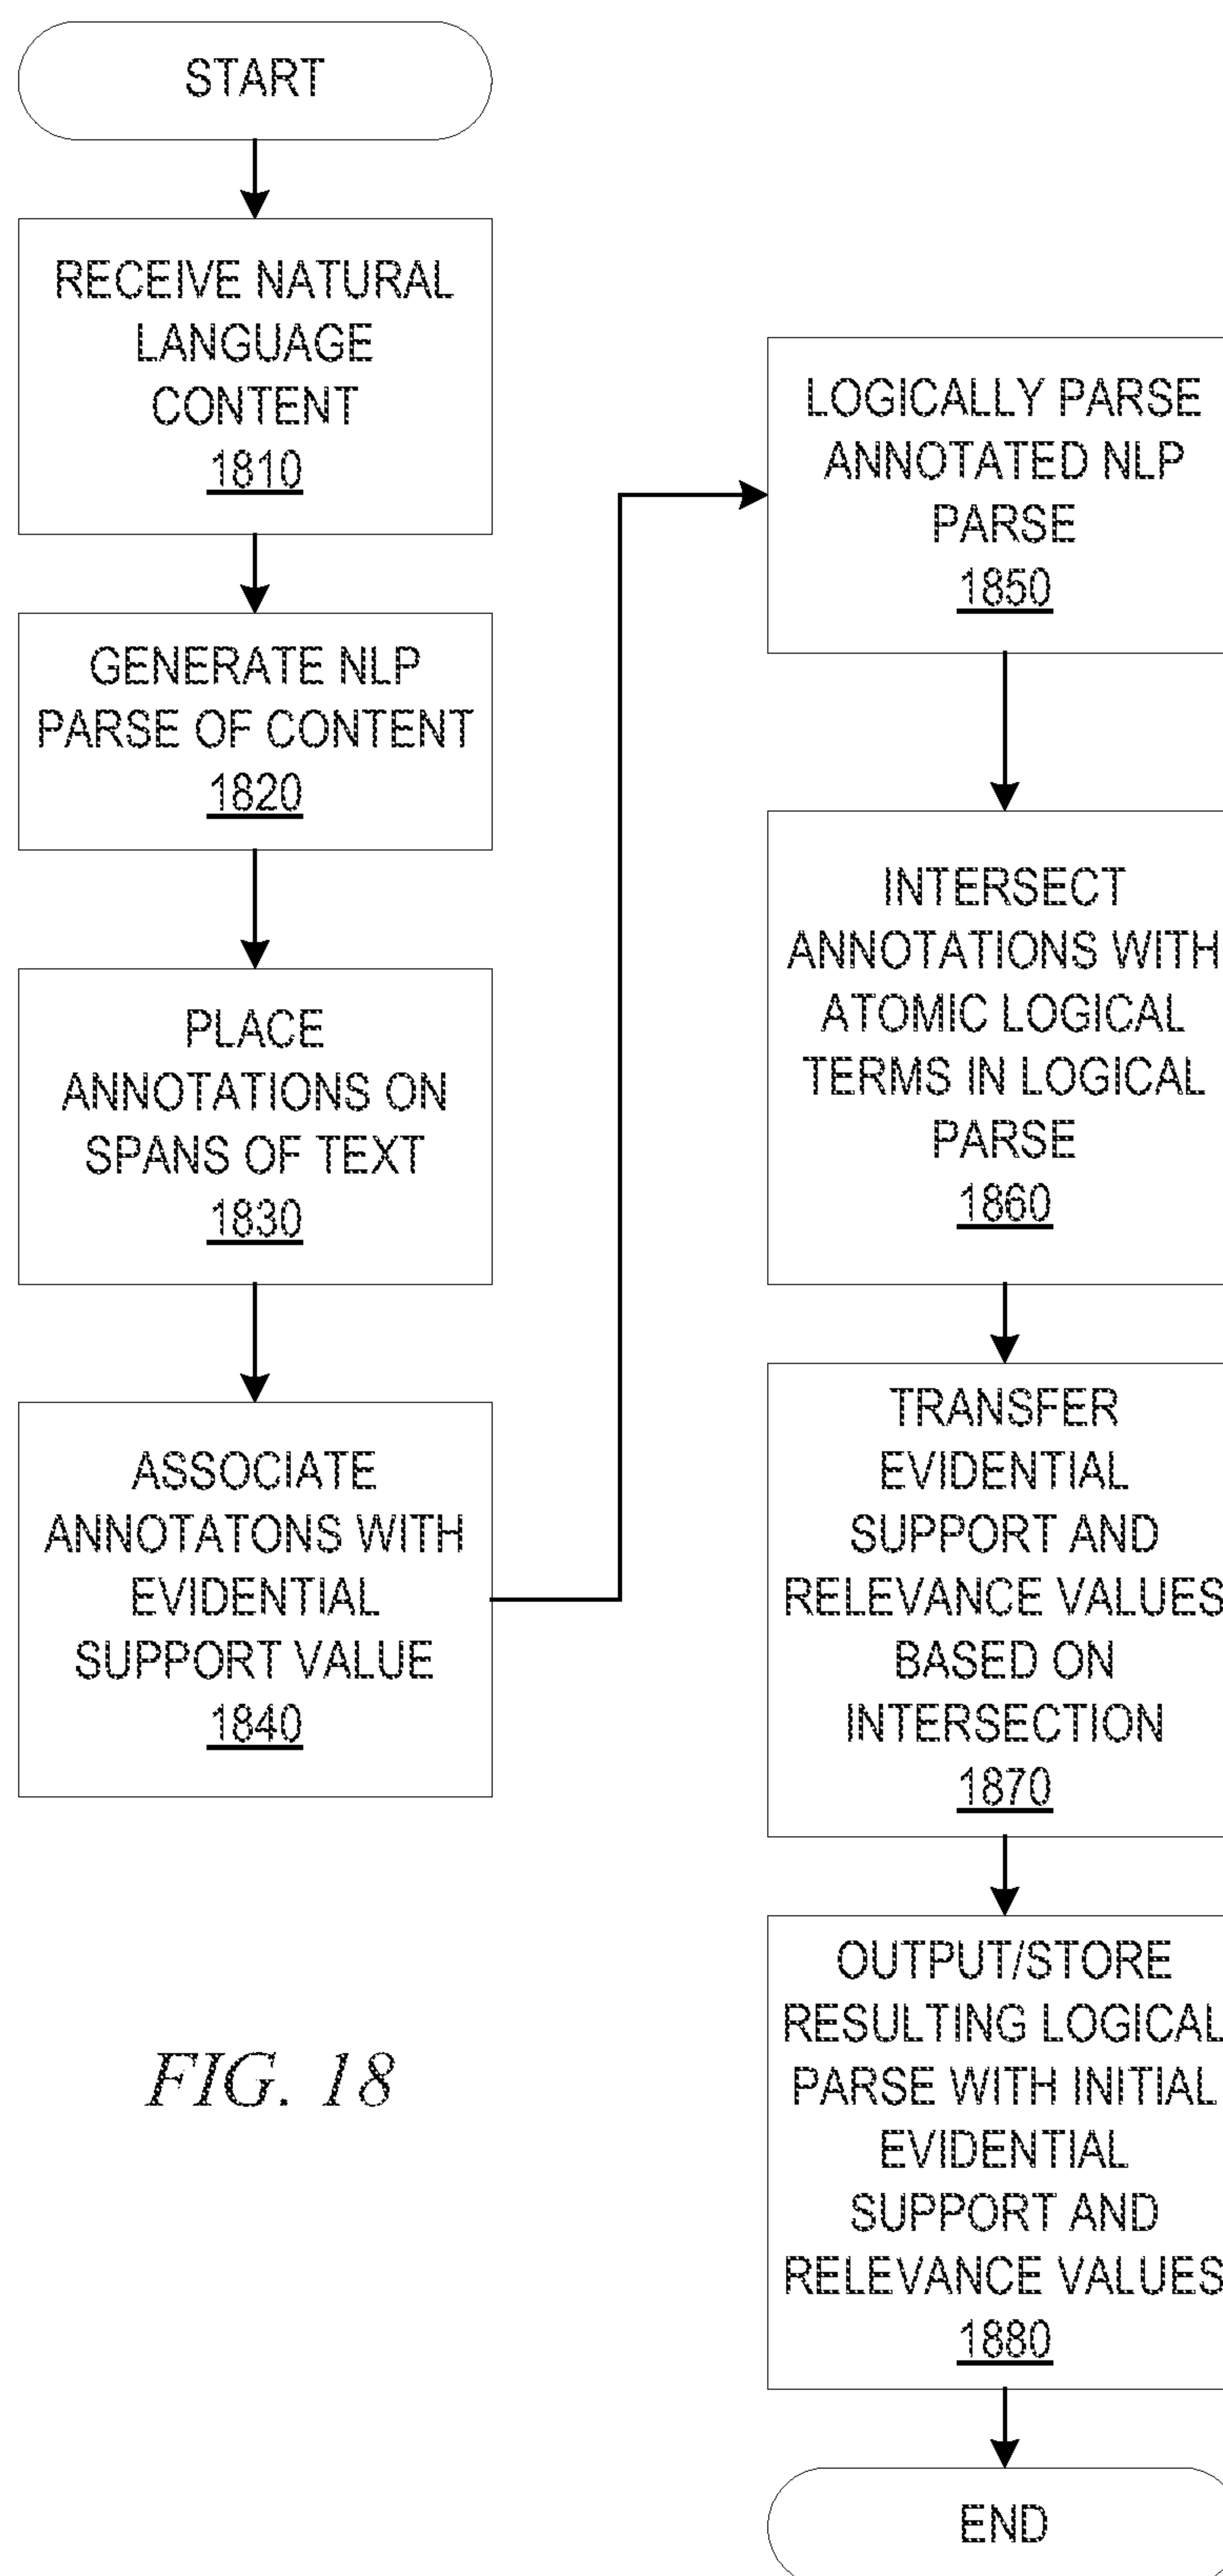 START
RECEIVE NATURAL
LANGUAGE
CONTENT
1810
GENERATE NLP
PARSE OF CONTENT
1820
PLACE
ANNOTATIONS ON
SPANS OF TEXT
1830
ASSOCIATE
ANNOTATONS WITH
EVIDENTIAL
SUPPORT VALUE
1840
LOGICALLY PARSE
ANNOTATED NLP
PARSE
1850
INTERSECT
ANNOTATIONS WITH
ATOMIC LOGICAL
TERMS IN LOGICAL
PARSE
1860
TRANSFER
EVIDENTIAL
SUPPORT AND
RELEVANCE VALUES
BASED ON
INTERSECTION
1870
OUTPUT/STORE
RESULTING LOGICAL
PARSE WITH INITIAL
EVIDENTIAL
SUPPORT AND
RELEVANCE VALUES
1880
END
FIG. 18